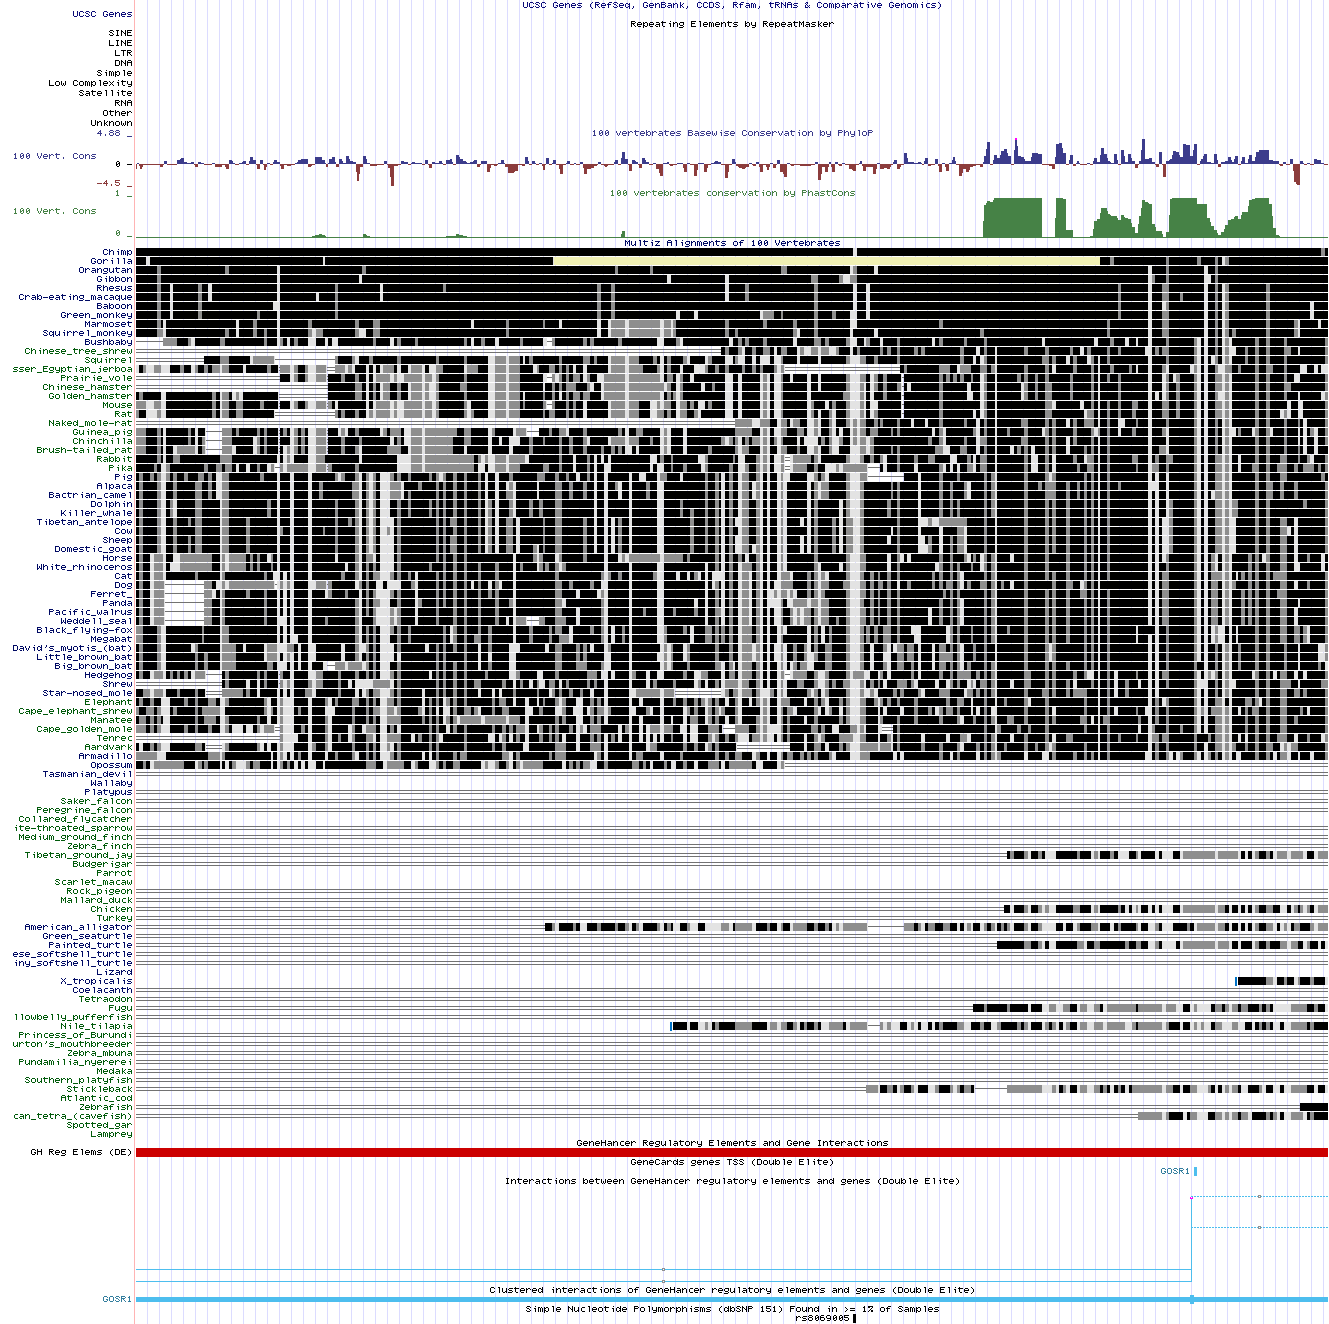 UCSC Genes (RefSeq, GenBank, CCDS, Rfam, tRNAs & Comparative Genomics)
UCSC Genes
Repeating Elements by RepeatMasker
SINE
LINE
LTR
DNA
Simple
Low Complexity
Satellite
RNA
Other
Unknown
4.88 _
100 vertebrates Basewise Conservation by PhyloP
100 Vert. Cons
0 _
-4.5 _
100 vertebrates conservation by PhastCons
1 _
100 Vert. Cons
0 _
Multiz Alignments of 100 Vertebrates
Chimp
Gorilla
Orangutan
Gibbon
Rhesus
Crab-eating_macaque
Baboon
Green_monkey
Marmoset
Squirrel_monkey
Bushbaby
Chinese_tree_shrew
Squirrel
sser_Egyptian_jerboa
Prairie_vole
Chinese_hamster
Golden_hamster
Mouse
Rat
Naked_mole-rat
Guinea_pig
Chinchilla
Brush-tailed_rat
Rabbit
Pika
Pig
Alpaca
Bactrian_camel
Dolphin
Killer_whale
Tibetan_antelope
Cow
Sheep
Domestic_goat
Horse
White_rhinoceros
Cat
Dog
Ferret_
Panda
Pacific_walrus
Weddell_seal
Black_flying-fox
Megabat
David's_myotis_(bat)
Little_brown_bat
Big_brown_bat
Hedgehog
Shrew
Star-nosed_mole
Elephant
Cape_elephant_shrew
Manatee
Cape_golden_mole
Tenrec
Aardvark
Armadillo
Opossum
Tasmanian_devil
Wallaby
Platypus
Saker_falcon
Peregrine_falcon
Collared_flycatcher
ite-throated_sparrow
Medium_ground_finch
Zebra_finch
Tibetan_ground_jay
Budgerigar
Parrot
Scarlet_macaw
Rock_pigeon
Mallard_duck
Chicken
Turkey
American_alligator
Green_seaturtle
Painted_turtle
ese_softshell_turtle
iny_softshell_turtle
Lizard
X_tropicalis
Coelacanth
Tetraodon
Fugu
llowbelly_pufferfish
Nile_tilapia
Princess_of_Burundi
urton's_mouthbreeder
Zebra_mbuna
Pundamilia_nyererei
Medaka
Southern_platyfish
Stickleback
Atlantic_cod
Zebrafish
can_tetra_(cavefish)
Spotted_gar
Lamprey
GeneHancer Regulatory Elements and Gene Interactions
GH Reg Elems (DE)
GeneCards genes TSS (Double Elite)
GOSR1
Interactions between GeneHancer regulatory elements and genes (Double Elite)
Clustered interactions of GeneHancer regulatory elements and genes (Double Elite)
GOSR1
Simple Nucleotide Polymorphisms (dbSNP 151) Found in >= 1% of Samples
rs8069005